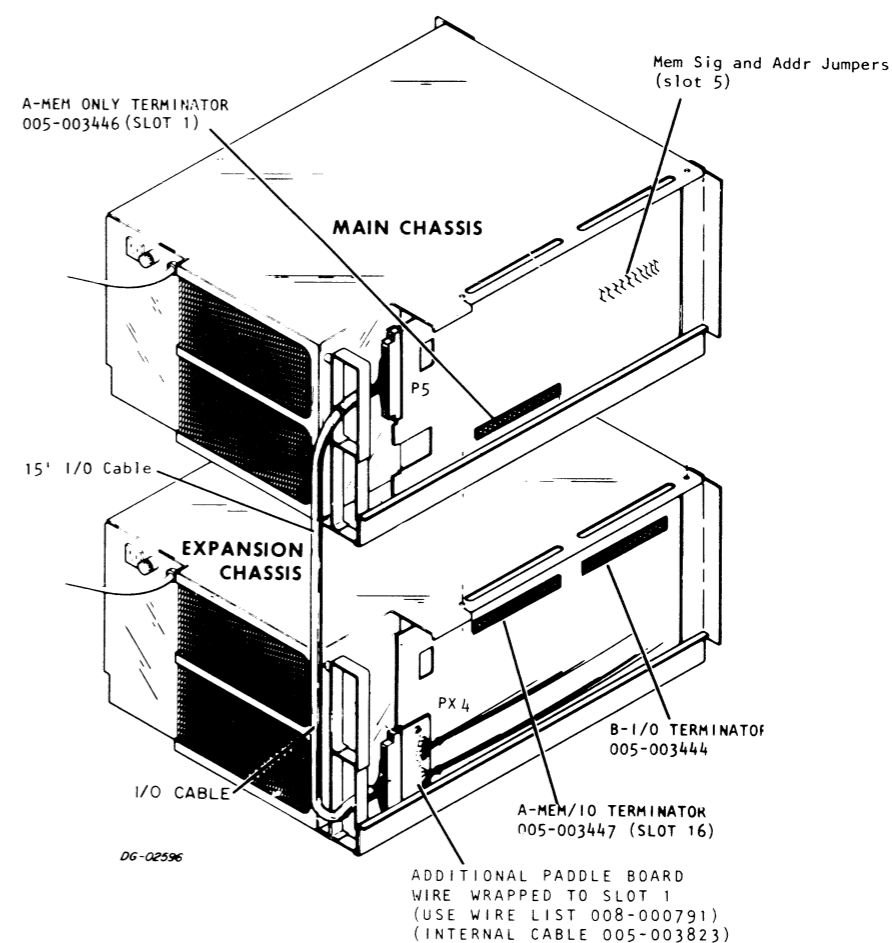 Mem Sig and Addr Jumpers
(slot 5)
A-MEM ONLY TERMINATOR
005-003446 (SLOT 1)
MAIN CHASSIS
P5
15' I/O Cable
EXPANSION
CHASSIS
PX4
B-I/O TERMINATOR
005-003444
I/O CABLE
A-MEM/IO TERMINATOR
005-003447 (SLOT 16)
DG-02596
ADDITIONAL PADDLE BOARD
WIRE WRAPPED TO SLOT 1
(USE WIRE LIST 008-000791)
(INTERNAL CABLE 005-003823)